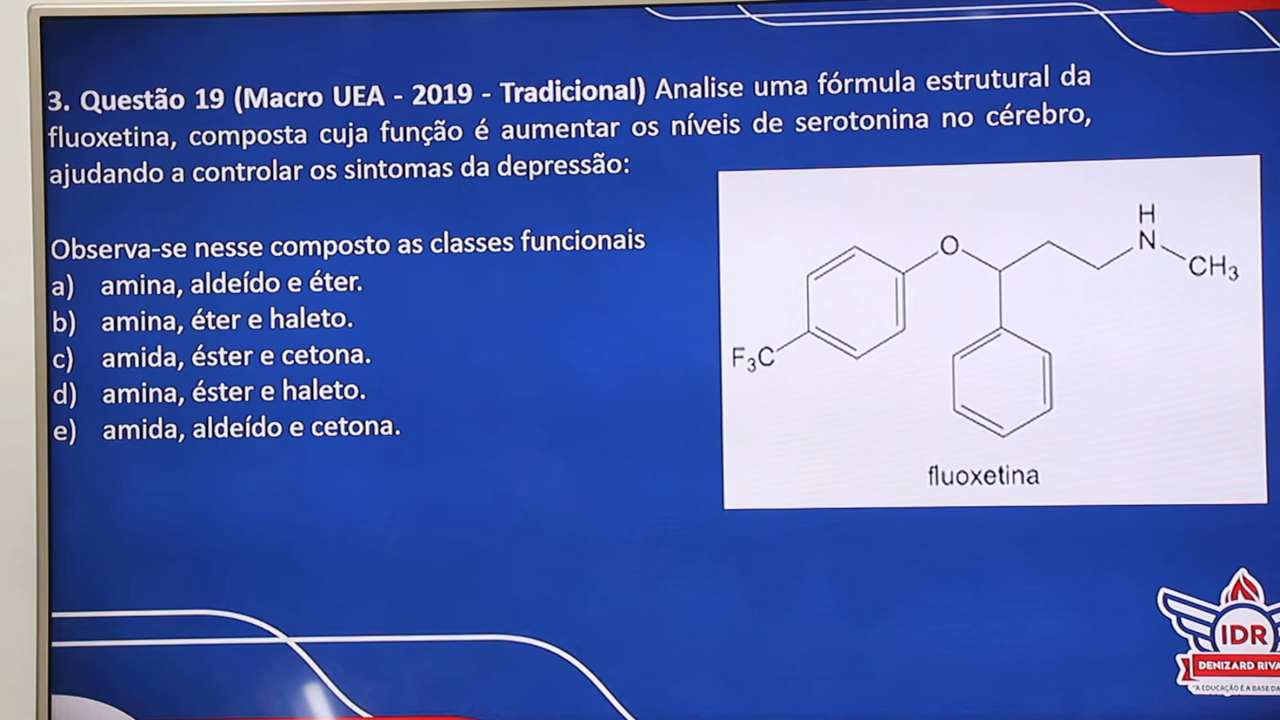 3. Questão 19 (Macro UEA - 2019 - Tradicional) Analise uma fórmula estrutural da
fluoxetina, composta cuja função é aumentar os níveis de serotonina no cérebro,
ajudando a controlar os sintomas da depressão:
Observa-se nesse composto as classes funcionais
a) amina, aldeído e éter.
b) amina, éter e haleto.
c) amida, éster e cetona.
d) amina, éster e haleto.
e) amida, aldeído e cetona.
H
O
N
CH₃
F₃C
fluoxetina
IDR
DENIZARD RIVA
"A EDUCAÇÃO É A BASE DA